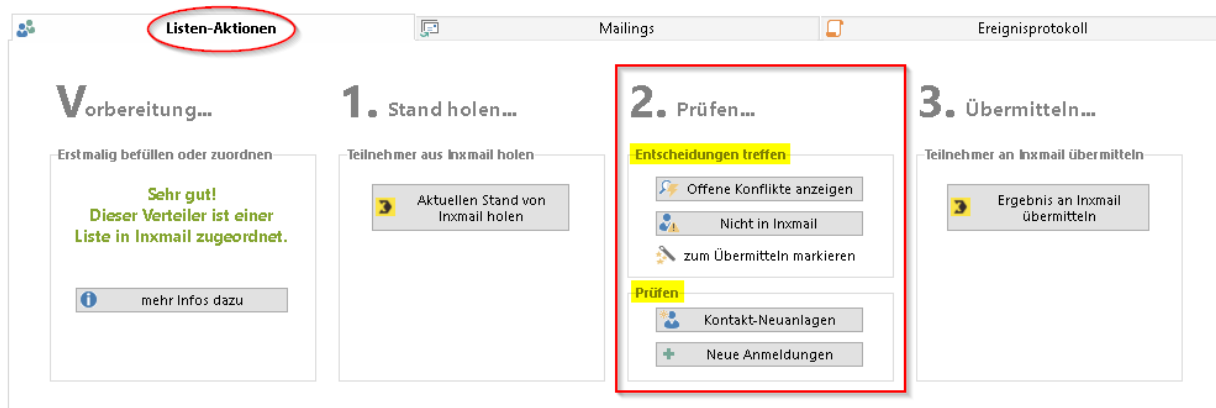 Listen-Aktionen
Mailings
Ereignisprotokoll
Vorbereitung...
Erstmalig befüllen oder zuordnen
Sehr gut!
Dieser Verteiler ist einer
Liste in Inxmail zugeordnet.
mehr Infos dazu
1. Stand holen...
Teilnehmer aus Inxmail holen
Aktuellen Stand von
Inxmail holen
2. Prüfen...
Entscheidungen treffen
Offene Konflikte anzeigen
Nicht in Inxmail
zum Übermitteln markieren
Prüfen
Kontakt-Neuanlagen
Neue Anmeldungen
3. Übermitteln...
Teilnehmer an Inxmail übermitteln
Ergebnis an Inxmail
übermitteln